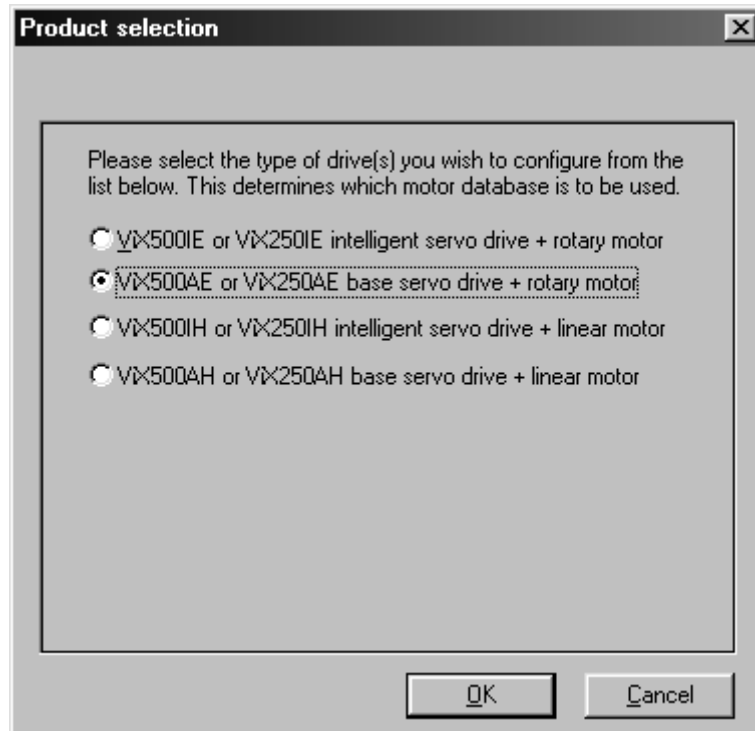 Product selection
Please select the type of drive(s) you wish to configure from the
list below. This determines which motor database is to be used.
ViX500IE or ViX250IE intelligent servo drive + rotary motor
ViX500AE or ViX250AE base servo drive + rotary motor
ViX500IH or ViX250IH intelligent servo drive + linear motor
ViX500AH or ViX250AH base servo drive + linear motor
OK
Cancel